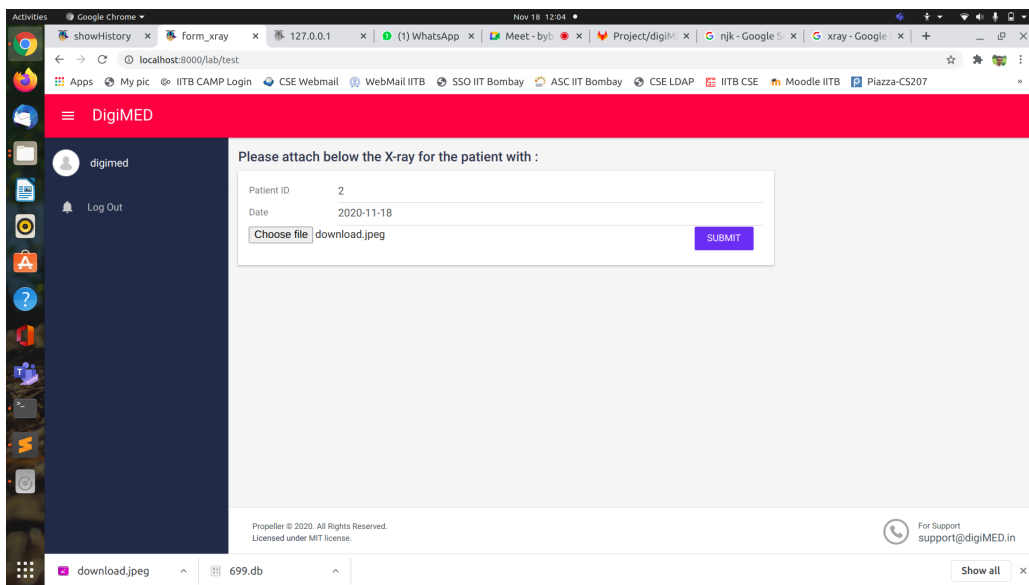 Activities Google Chrome Nov 18 12:04
showHistory form_xray 127.0.0.1 (1) WhatsApp Meet - byb Project/digiM njk - Google S xray - Google
localhost:8000/lab/test
Apps My pic IITB CAMP Login CSE Webmail WebMail IITB SSO IIT Bombay ASC IIT Bombay CSE LDAP IITB CSE Moodle IITB Piazza-CS207 »
DigiMED
digimed
Log Out
Please attach below the X-ray for the patient with :
Patient ID 2
Date 2020-11-18
Choose file download.jpeg SUBMIT
Propeller © 2020. All Rights Reserved.
Licensed under MIT license.
For Support
support@digiMED.in
download.jpeg 699.db Show all